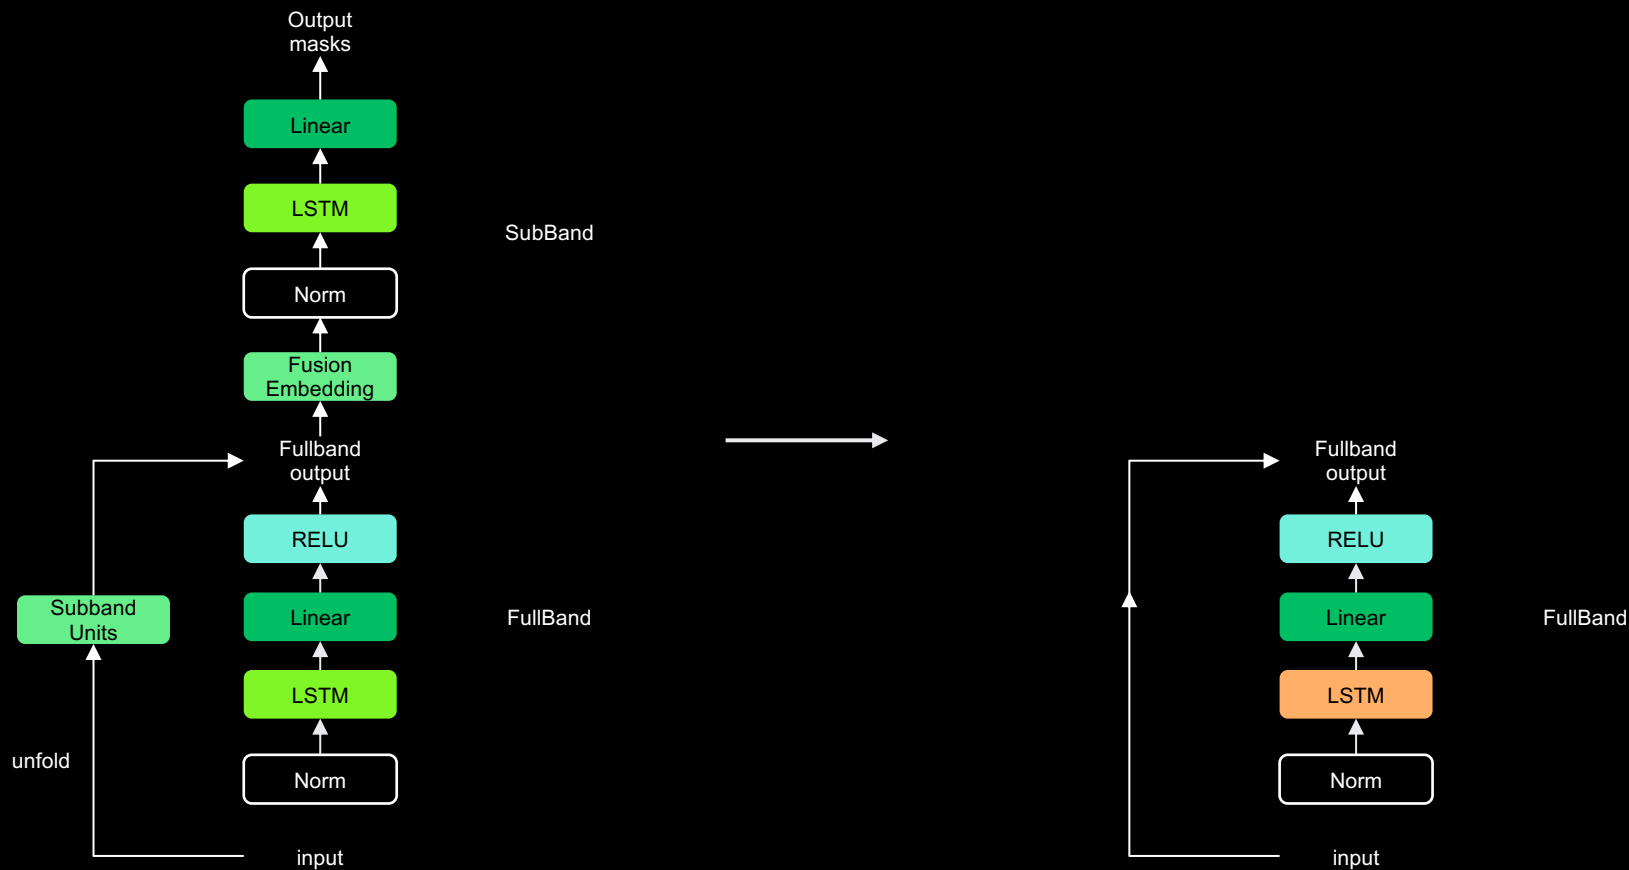 Output
masks
Linear
LSTM
SubBand
Norm
Fusion
Embedding
Fullband
output
RELU
Subband
Units
Linear
FullBand
LSTM
unfold
Norm
input
Fullband
output
RELU
Linear
FullBand
LSTM
Norm
input